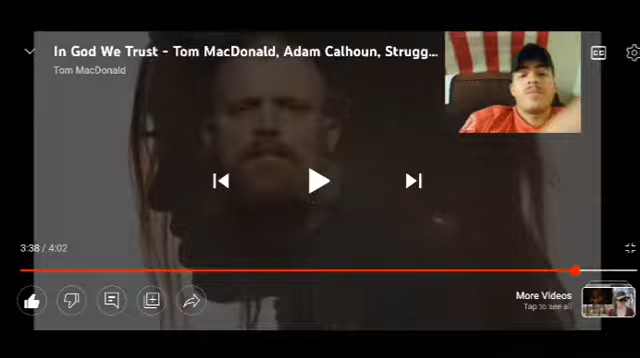 In God We Trust - Tom MacDonald, Adam Calhoun, Strugg...
Tom MacDonald
CC
3:38 / 4:02
More Videos
Tap to see all